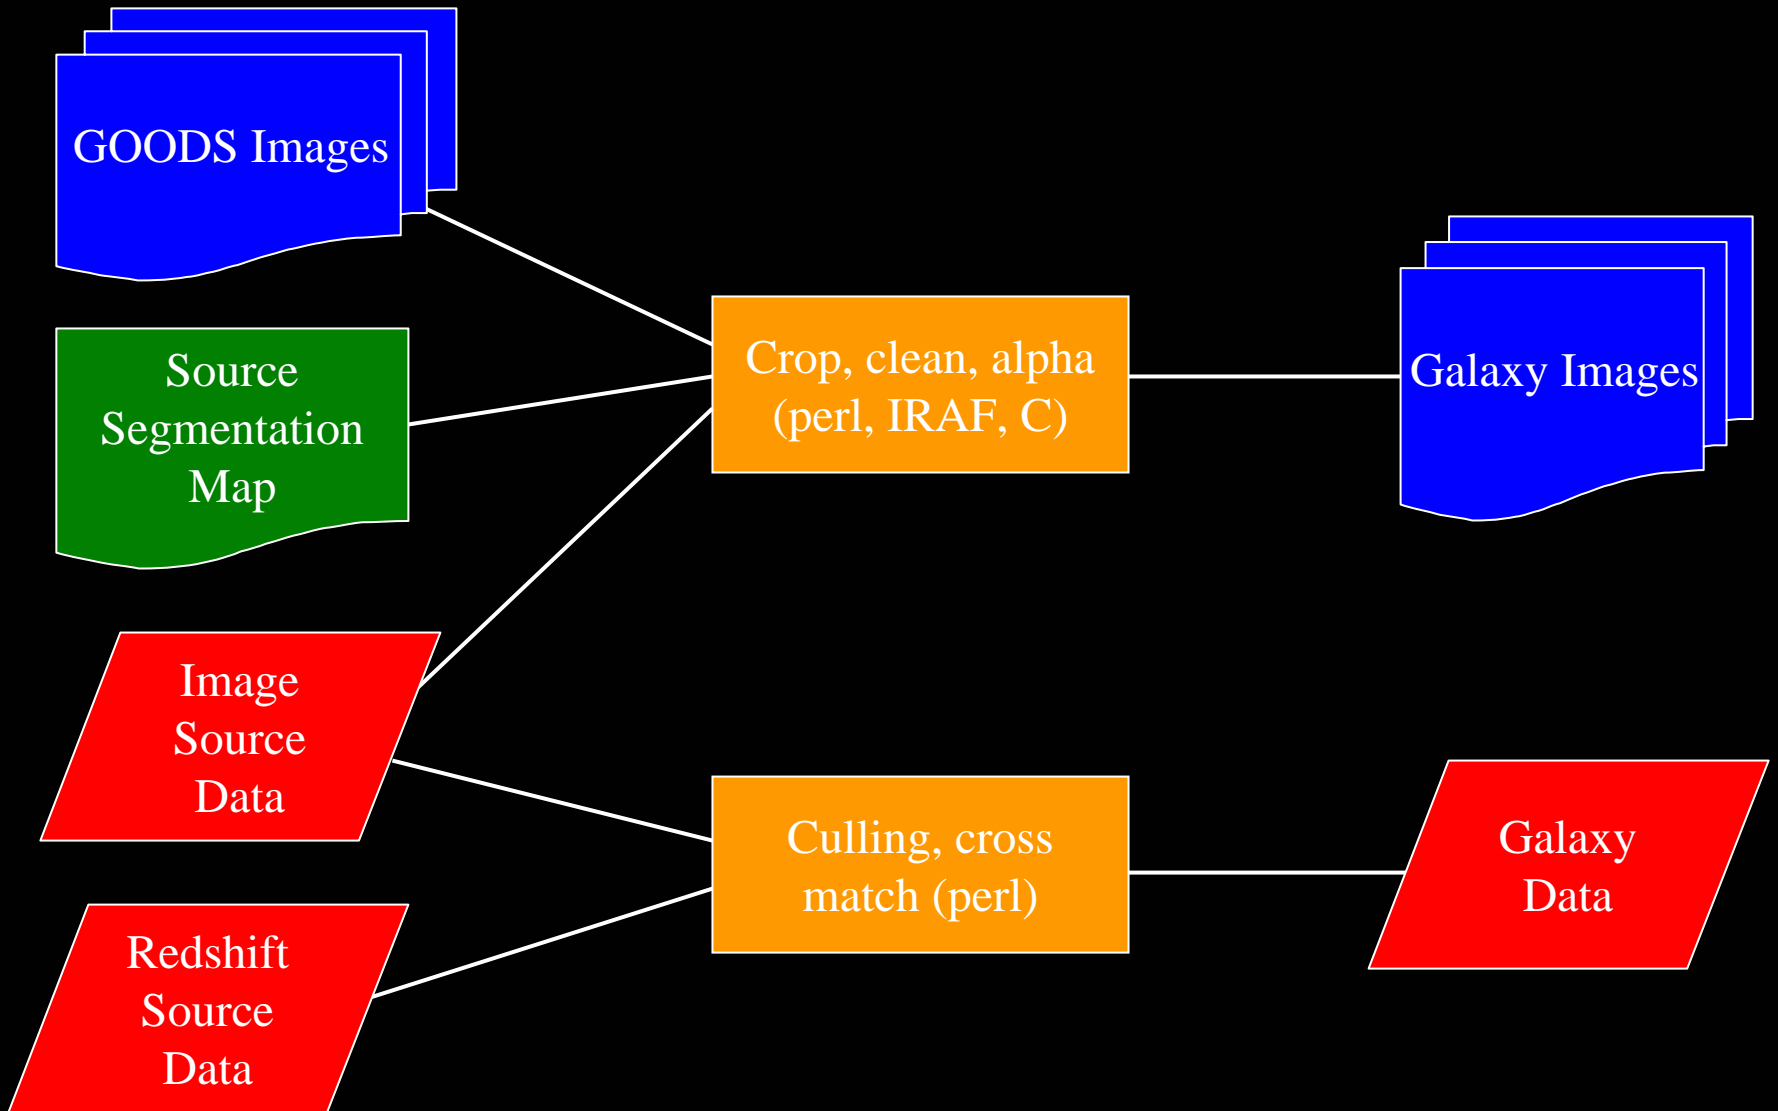 GOODS Images
Source
Segmentation
Map
Image
Source
Data
Redshift
Source
Data
Crop, clean, alpha
(perl, IRAF, C)
Culling, cross
match (perl)
Galaxy Images
Galaxy
Data